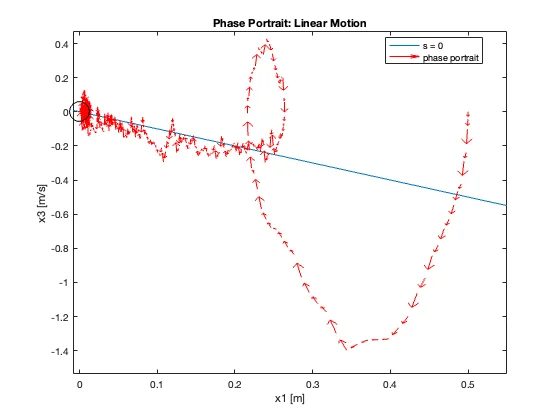 Phase Portrait: Linear Motion
s = 0
phase portrait
0.4
0.2
0
-0.2
-0.4
-0.6
-0.8
-1
-1.2
-1.4
x3 [m/s]
0 0.1 0.2 0.3 0.4 0.5
x1 [m]